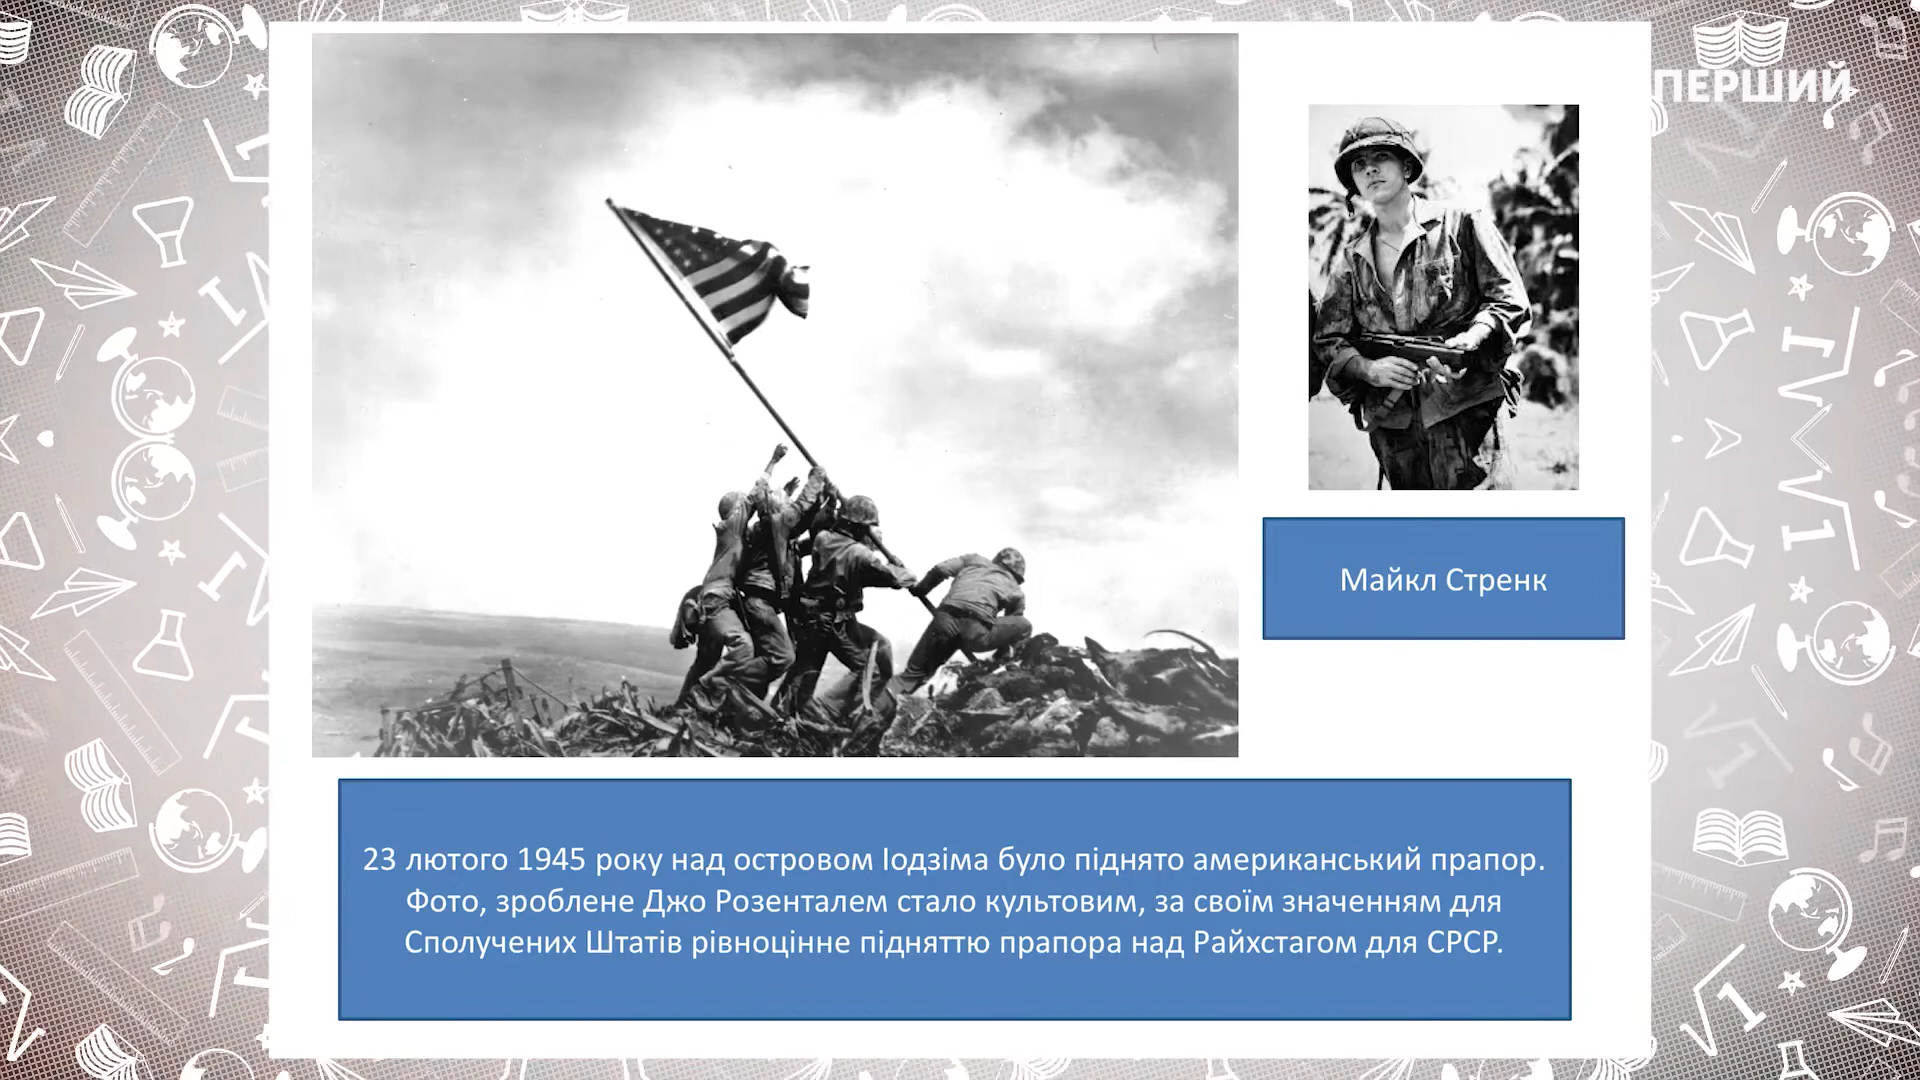 ПЕРШИЙ
Майкл Стренк
23 лютого 1945 року над островом Іодзіма було піднято американський прапор.
Фото, зроблене Джо Розенталем стало культовим, за своїм значенням для
Сполучених Штатів рівноцінне підняттю прапора над Райхстагом для СРСР.